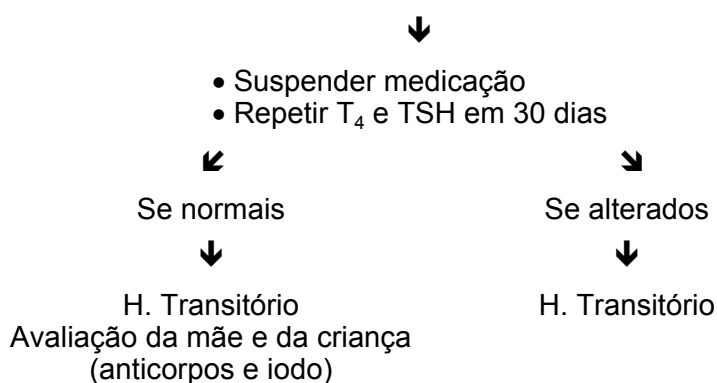 • Suspender medicação
• Repetir T₄ e TSH em 30 dias
Se normais
Se alterados
H. Transitório
Avaliação da mãe e da criança
(anticorpos e iodo)
H. Transitório